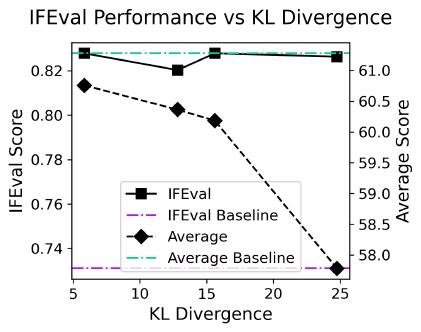 IFEval Performance vs KL Divergence
IFEval Score
0.82
0.80
0.78
0.76
0.74
61.0
60.5
60.0
59.5
59.0
58.5
58.0
Average Score
IFEval
IFEval Baseline
Average
Average Baseline
5
10
15
20
25
KL Divergence